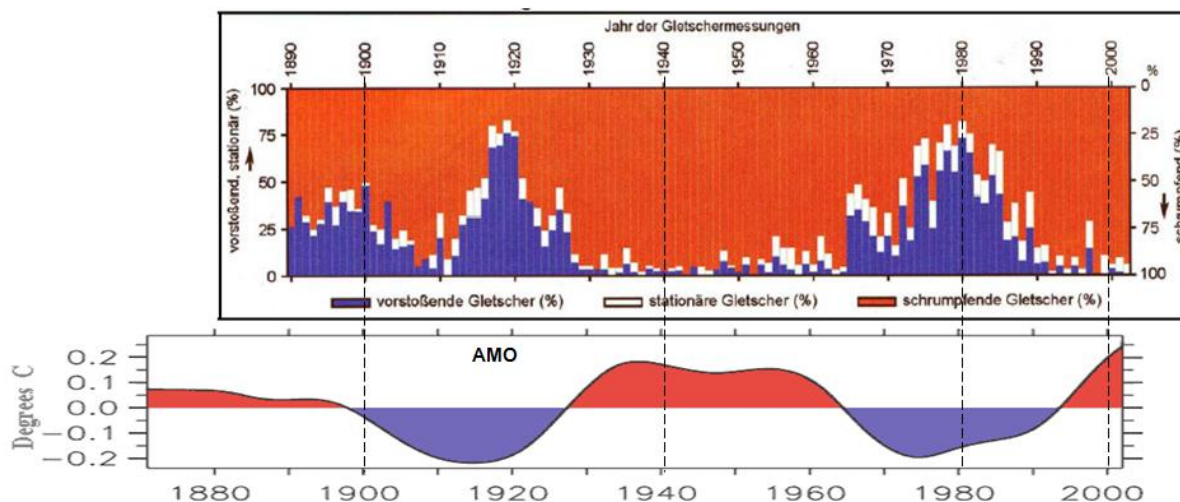 Jahr der Gletschermessungen
1890 1900 1910 1920 1930 1940 1950 1960 1970 1980 1990 2000 %
100 0
75 25
50 50
25 75
0 100
vorstoßend, stationär (%)
schrumpfend (%)
vorstoßende Gletscher (%) stationäre Gletscher (%) schrumpfende Gletscher (%)
AMO
Degrees C
0.2
0.1
0.0
−0.1
−0.2
1880 1900 1920 1940 1960 1980 2000